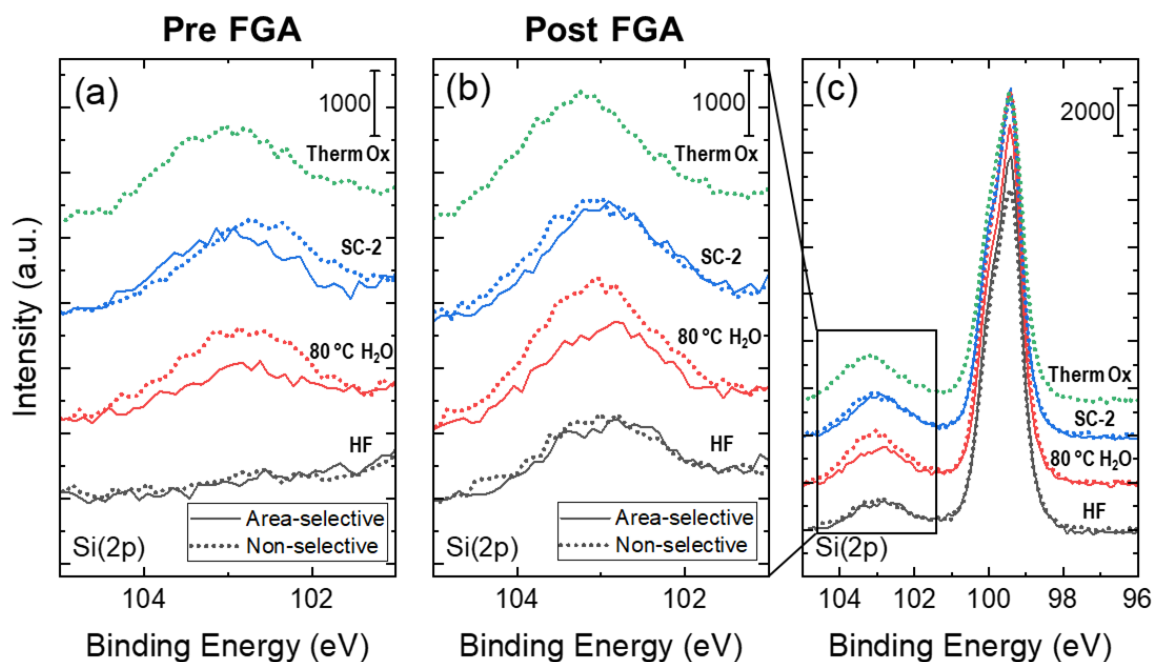 Pre FGA
Post FGA
(a)
1000
Therm Ox
SC-2
80 °C H₂O
HF
Area-selective
Non-selective
Si(2p)
104
102
Binding Energy (eV)
Intensity (a.u.)
(b)
1000
Therm Ox
SC-2
80 °C H₂O
HF
Area-selective
Non-selective
Si(2p)
104
102
Binding Energy (eV)
(c)
2000
Therm Ox
SC-2
80 °C H₂O
HF
Si(2p)
104 102 100 98 96
Binding Energy (eV)